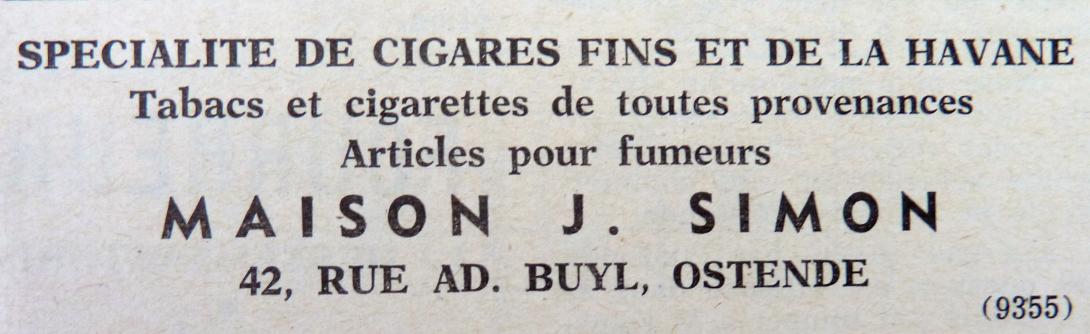 SPECIALITE DE CIGARES FINS ET DE LA HAVANE
Tabacs et cigarettes de toutes provenances
Articles pour fumeurs
MAISON J. SIMON
42, RUE AD. BUYL, OSTENDE
(9355)